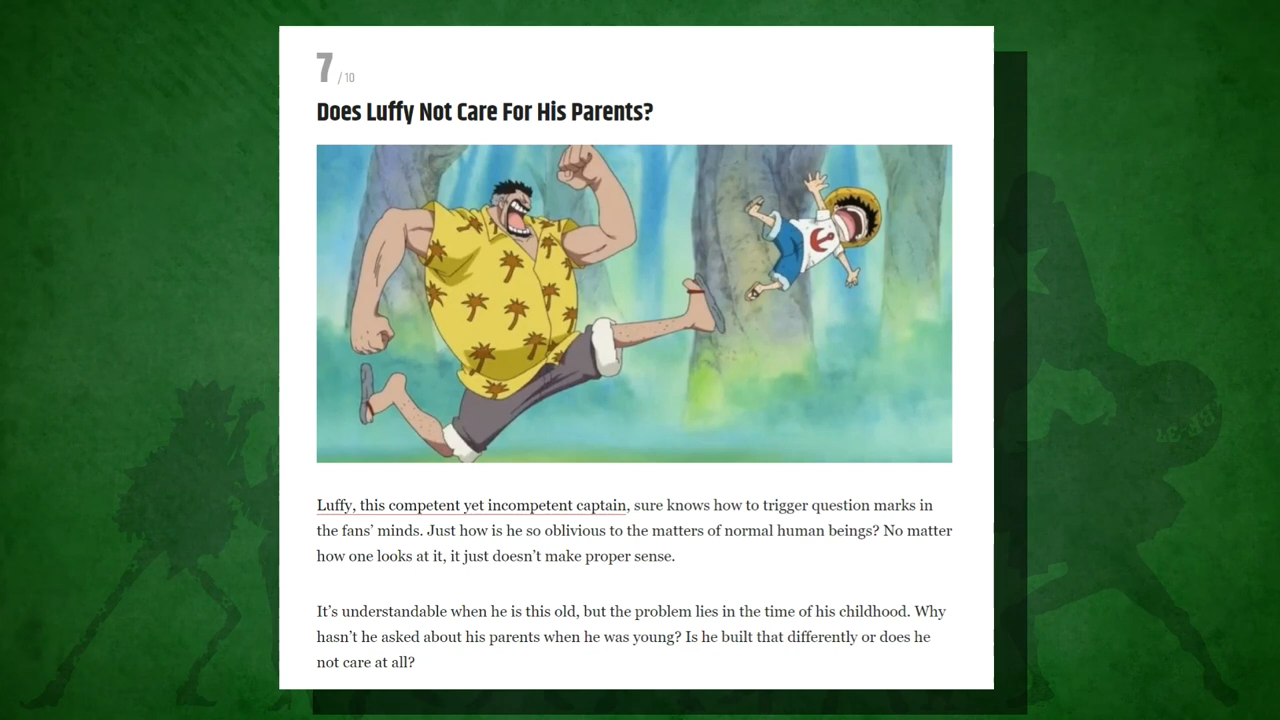 7 / 10
Does Luffy Not Care For His Parents?
Luffy, this competent yet incompetent captain, sure knows how to trigger question marks in
the fans’ minds. Just how is he so oblivious to the matters of normal human beings? No matter
how one looks at it, it just doesn’t make proper sense.
It’s understandable when he is this old, but the problem lies in the time of his childhood. Why
hasn’t he asked about his parents when he was young? Is he built that differently or does he
not care at all?
BR-37